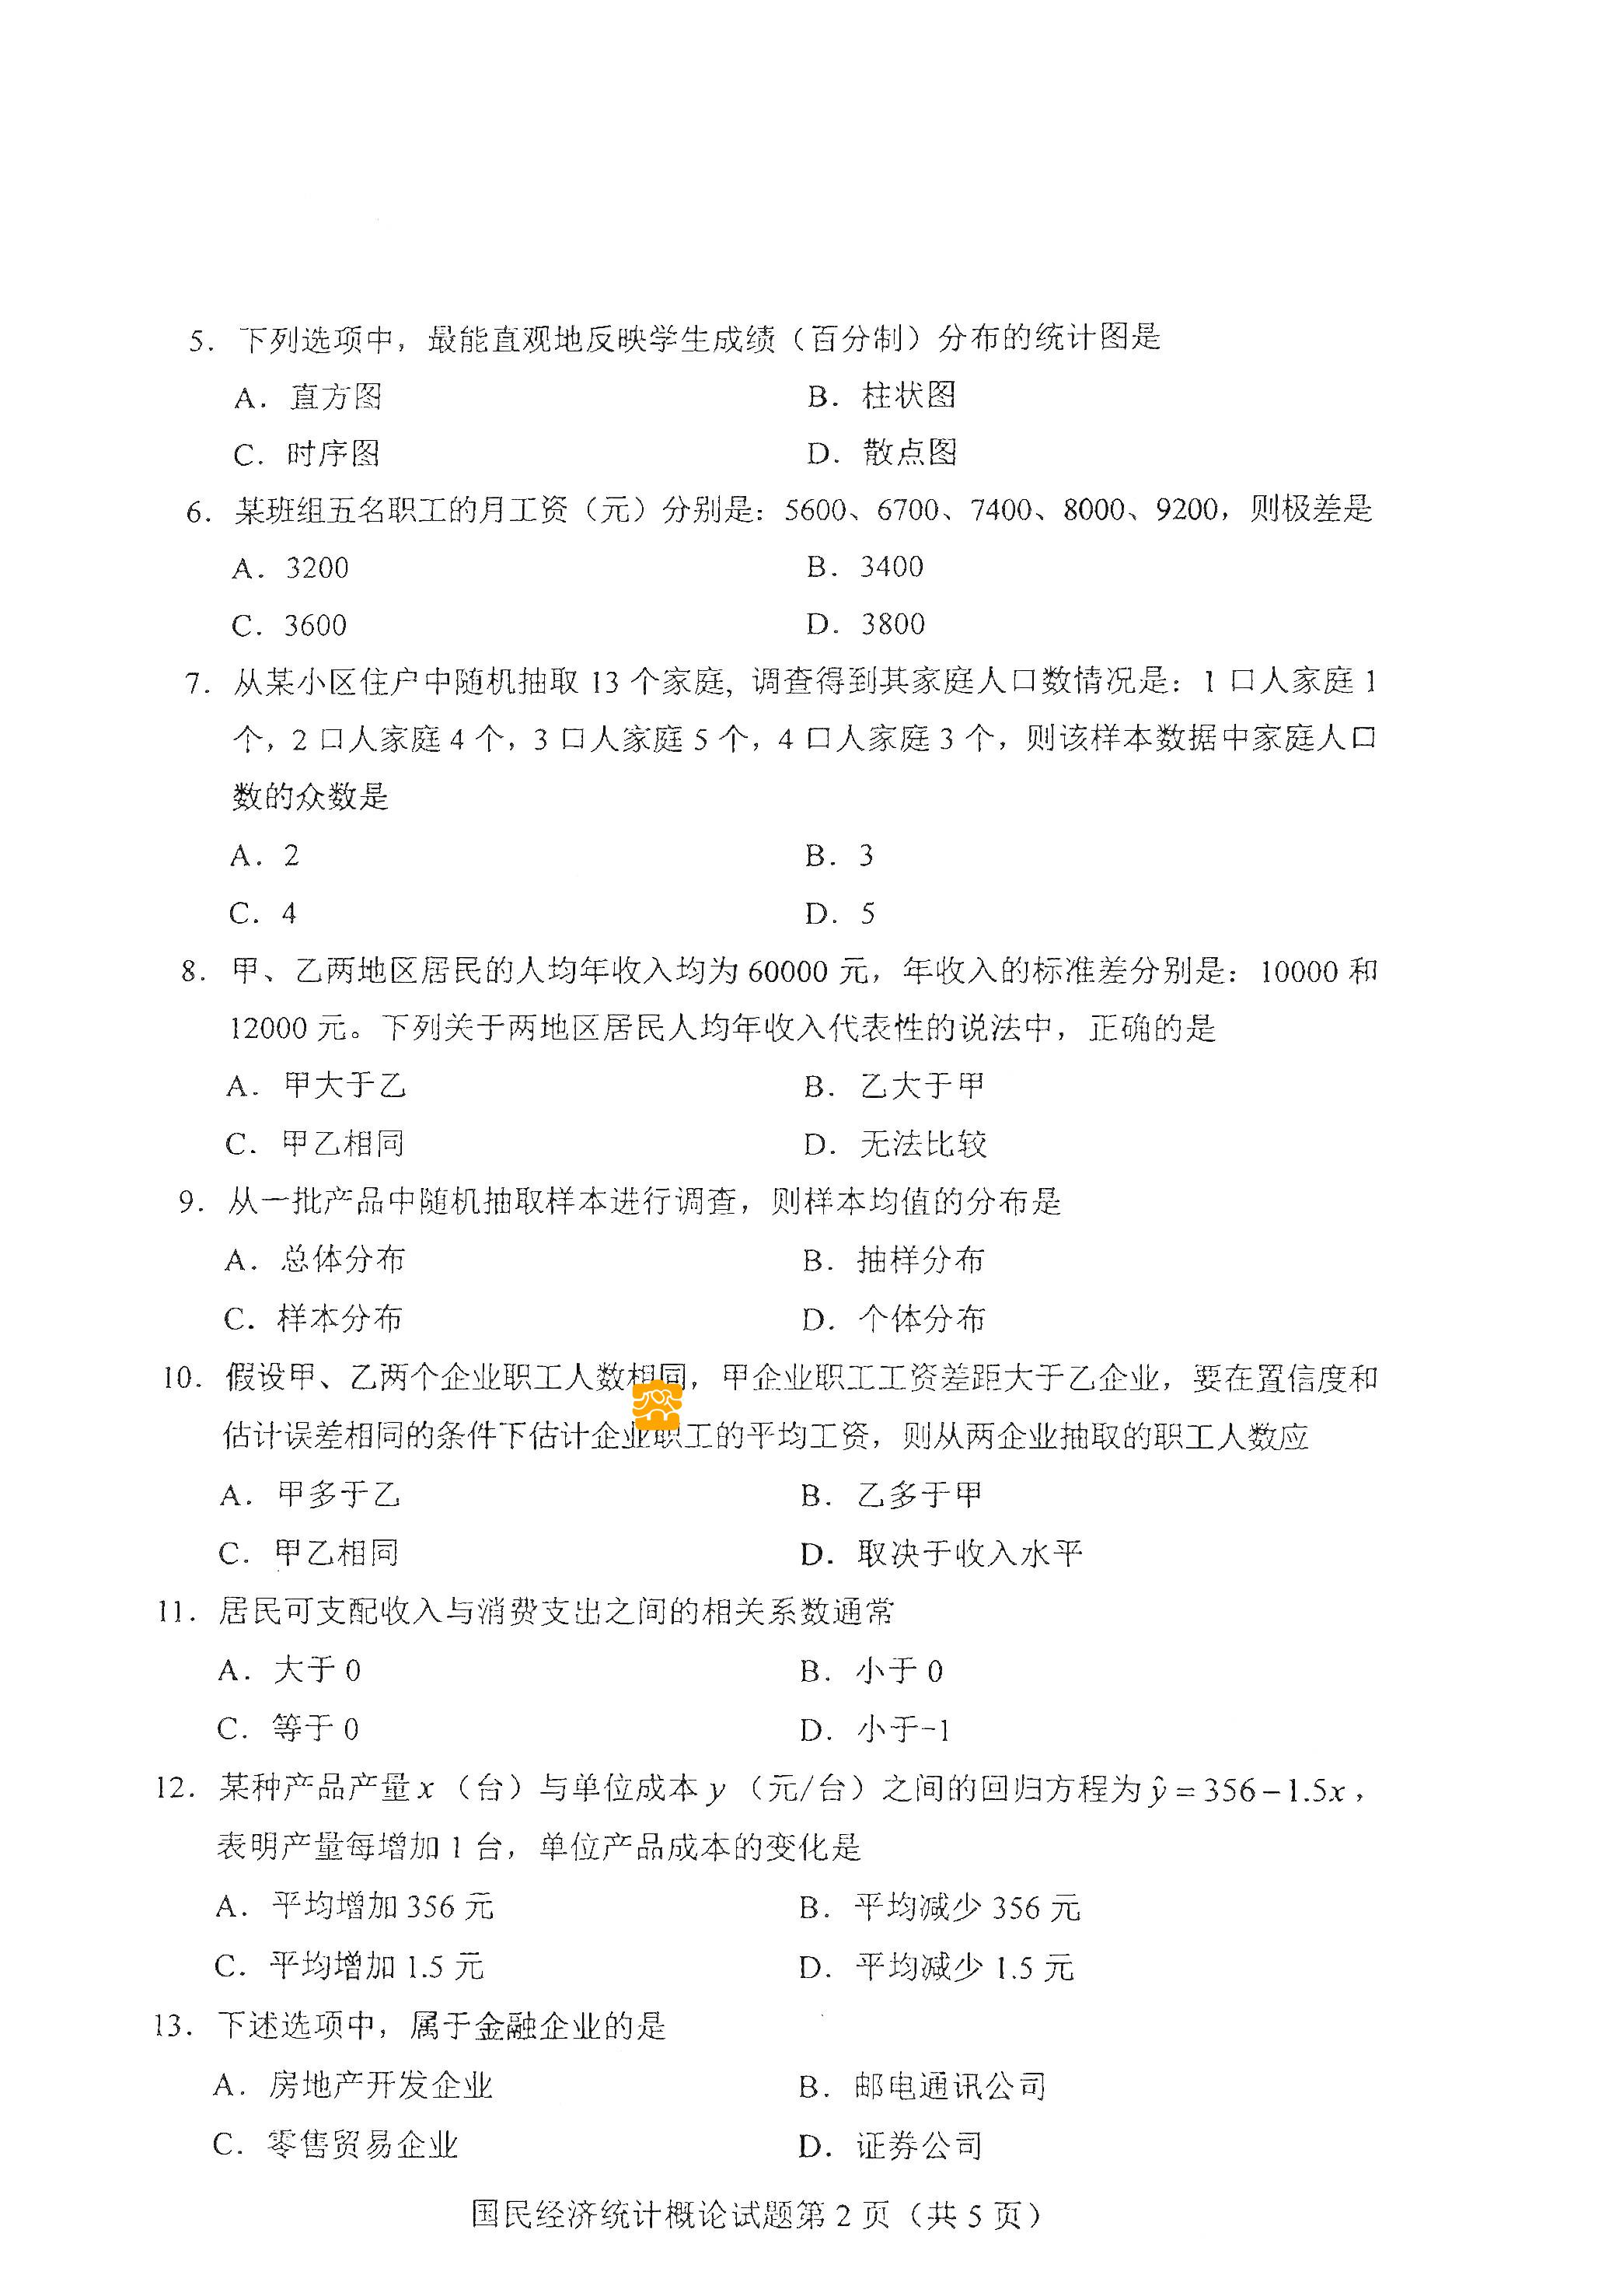 5. 下列选项中，最能直观地反映学生成绩（百分制）分布的统计图是
A. 直方图 B. 柱状图
C. 时序图 D. 散点图
6. 某班组五名职工的月工资（元）分别是：5600、6700、7400、8000、9200，则极差是
A. 3200 B. 3400
C. 3600 D. 3800
7. 从某小区住户中随机抽取 13 个家庭, 调查得到其家庭人口数情况是：1 口人家庭 1
个，2 口人家庭 4 个，3 口人家庭 5 个，4 口人家庭 3 个，则该样本数据中家庭人口
数的众数是
A. 2 B. 3
C. 4 D. 5
8. 甲、乙两地区居民的人均年收入均为 60000 元，年收入的标准差分别是：10000 和
12000 元。下列关于两地区居民人均年收入代表性的说法中，正确的是
A. 甲大于乙 B. 乙大于甲
C. 甲乙相同 D. 无法比较
9. 从一批产品中随机抽取样本进行调查，则样本均值的分布是
A. 总体分布 B. 抽样分布
C. 样本分布 D. 个体分布
10. 假设甲、乙两个企业职工人数相同，甲企业职工工资差距大于乙企业，要在置信度和
估计误差相同的条件下估计企业职工的平均工资，则从两企业抽取的职工人数应
A. 甲多于乙 B. 乙多于甲
C. 甲乙相同 D. 取决于收入水平
11. 居民可支配收入与消费支出之间的相关系数通常
A. 大于 0 B. 小于 0
C. 等于 0 D. 小于-1
12. 某种产品产量 x （台）与单位成本 y （元/台）之间的回归方程为 ŷ = 356 − 1.5x，
表明产量每增加 1 台，单位产品成本的变化是
A. 平均增加 356 元 B. 平均减少 356 元
C. 平均增加 1.5 元 D. 平均减少 1.5 元
13. 下述选项中，属于金融企业的是
A. 房地产开发企业 B. 邮电通讯公司
C. 零售贸易企业 D. 证券公司
国民经济统计概论试题第 2 页（共 5 页）